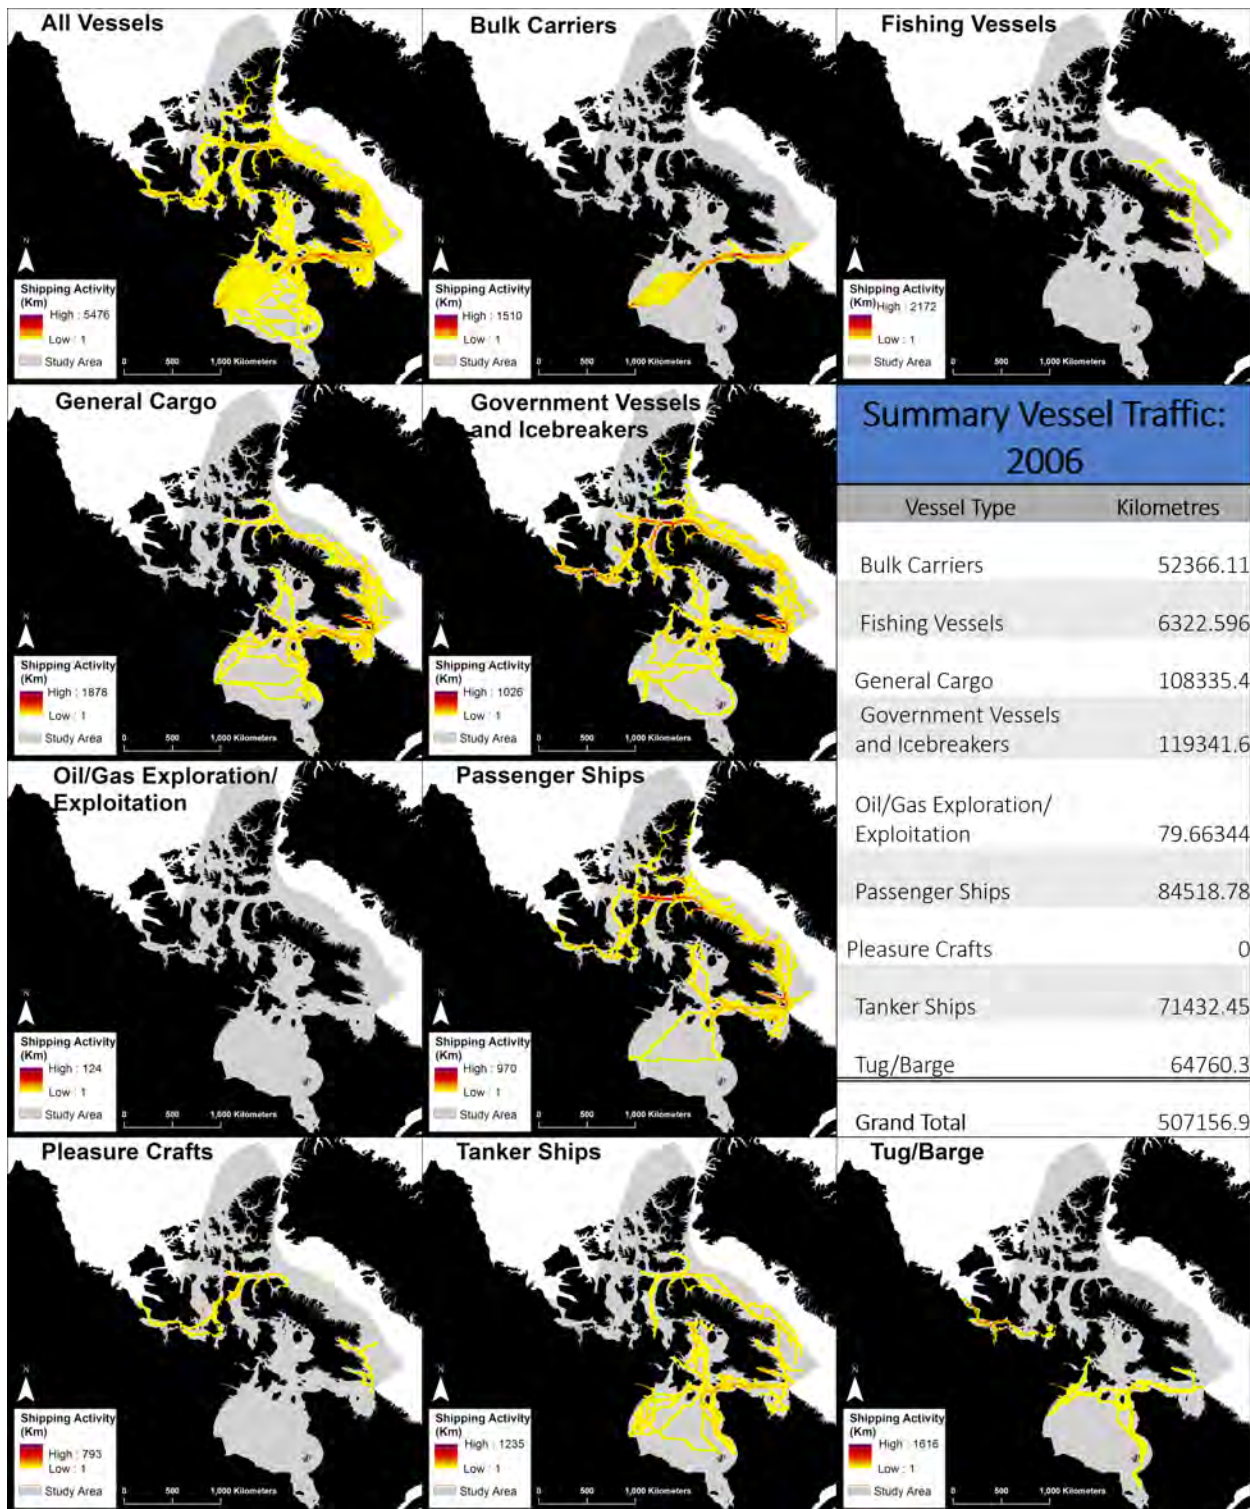 All Vessels
N
Shipping Activity
(Km)
High : 5476
Low : 1
Study Area
0 500 1,000 Kilometers
Bulk Carriers
N
Shipping Activity
(Km)
High : 1510
Low : 1
Study Area
0 500 1,000 Kilometers
Fishing Vessels
N
Shipping Activity
(Km)High : 2172
Low : 1
Study Area
0 500 1,000 Kilometers
General Cargo
N
Shipping Activity
(Km)
High : 1878
Low : 1
Study Area
0 500 1,000 Kilometers
Government Vessels
and Icebreakers
N
Shipping Activity
(Km)
High : 1026
Low : 1
Study Area
0 500 1,000 Kilometers
Summary Vessel Traffic:
2006
Vessel Type Kilometres
Bulk Carriers 52366.11
Fishing Vessels 6322.596
General Cargo 108335.4
Government Vessels
and Icebreakers 119341.6
Oil/Gas Exploration/
Exploitation 79.66344
Passenger Ships 84518.78
Pleasure Crafts 0
Tanker Ships 71432.45
Tug/Barge 64760.3
Grand Total 507156.9
Oil/Gas Exploration/
Exploitation
N
Shipping Activity
(Km)
High : 124
Low : 1
Study Area
0 500 1,000 Kilometers
Passenger Ships
N
Shipping Activity
(Km)
High : 970
Low : 1
Study Area
0 500 1,000 Kilometers
Pleasure Crafts
N
Shipping Activity
(Km)
High : 793
Low : 1
Study Area
0 500 1,000 Kilometers
Tanker Ships
N
Shipping Activity
(Km)
High : 1235
Low : 1
Study Area
0 500 1,000 Kilometers
Tug/Barge
N
Shipping Activity
(Km)
High : 1616
Low : 1
Study Area
0 500 1,000 Kilometers